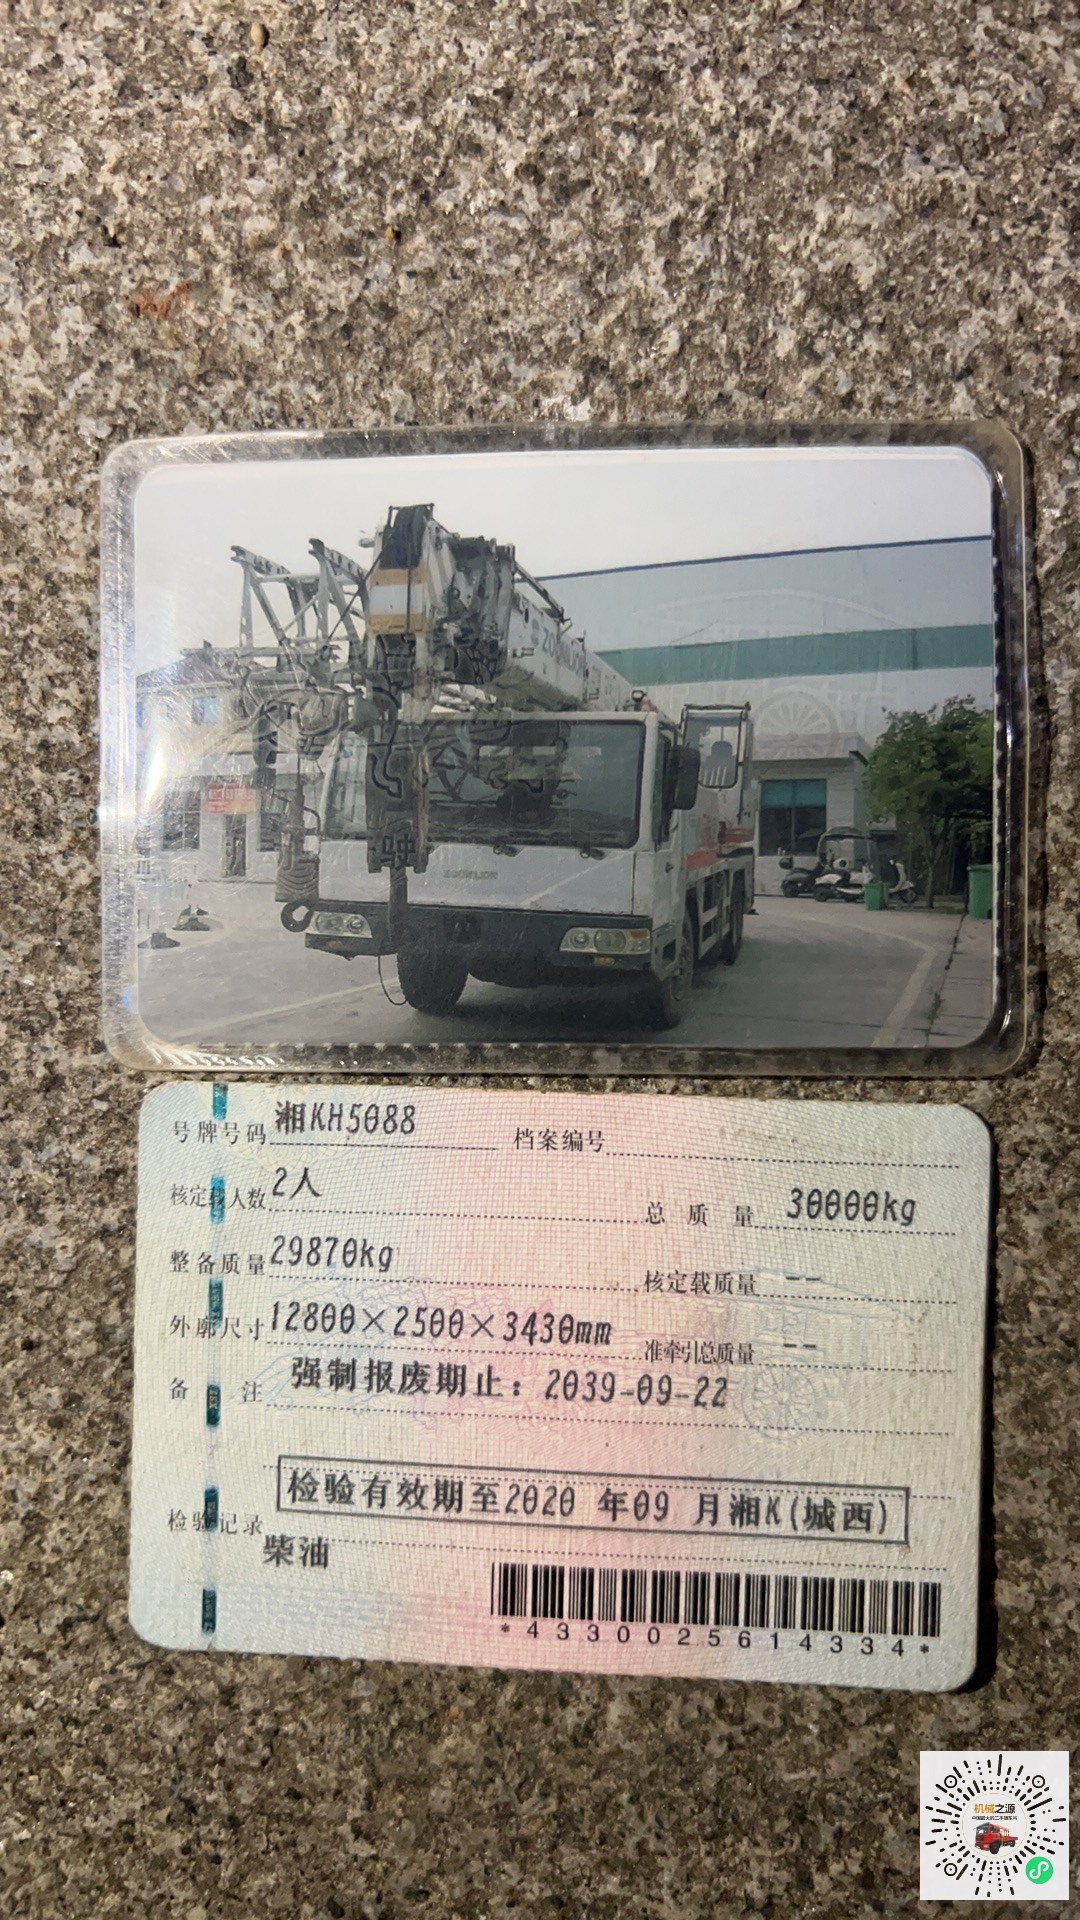 ZOOMLION
ZOOMLION
驶
号牌号码 湘KH5088 档案编号
核定载人数 2人 总质量 30000kg
整备质量 29870kg 核定载质量 --
外廓尺寸 12800×2500×3430mm 准牵引总质量 --
备注 强制报废期止：2039-09-22
检验有效期至2020 年09 月湘K(城西)
检验记录
柴油
*4330025614334*
机械之源